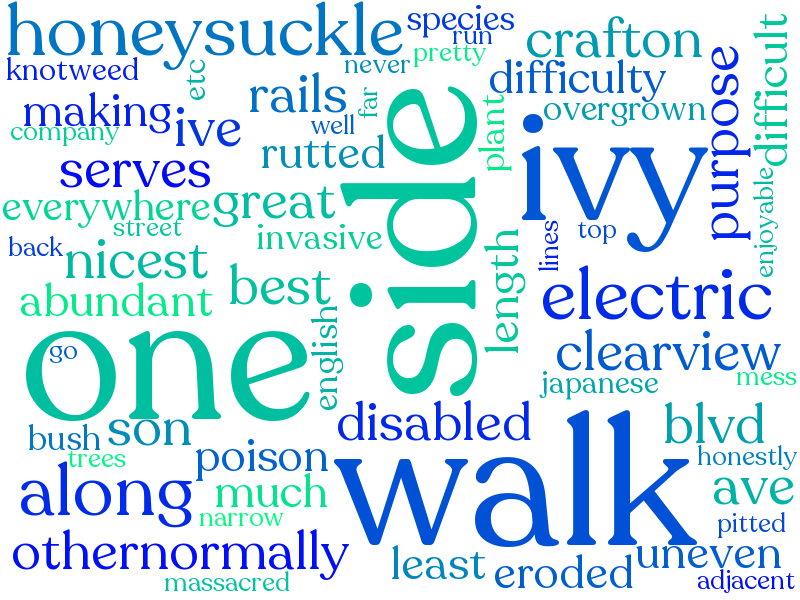 honeysuckle
species
run
pretty
crafton
difficult
knotweed
etc
never
rails
difficulty
making
ive
far
well
overgrown
purpose
company
rutted
plant
side
ivy
serves
everywhere
great
street
enjoyable
back
nicest
invasive
length
lines
top
abundant
best
electric
one
go
english
clearview
japanese
mess
disabled
blvd
bush
son
trees
poison
walk
honestly
along
much
ave
narrow
pitted
othernormally
least
eroded
uneven
massacred
adjacent